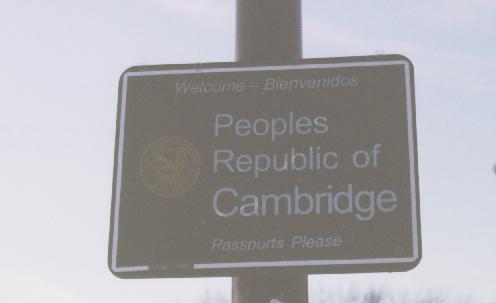 Welcome – Bienvenidos
Peoples
Republic of
Cambridge
Passports Please